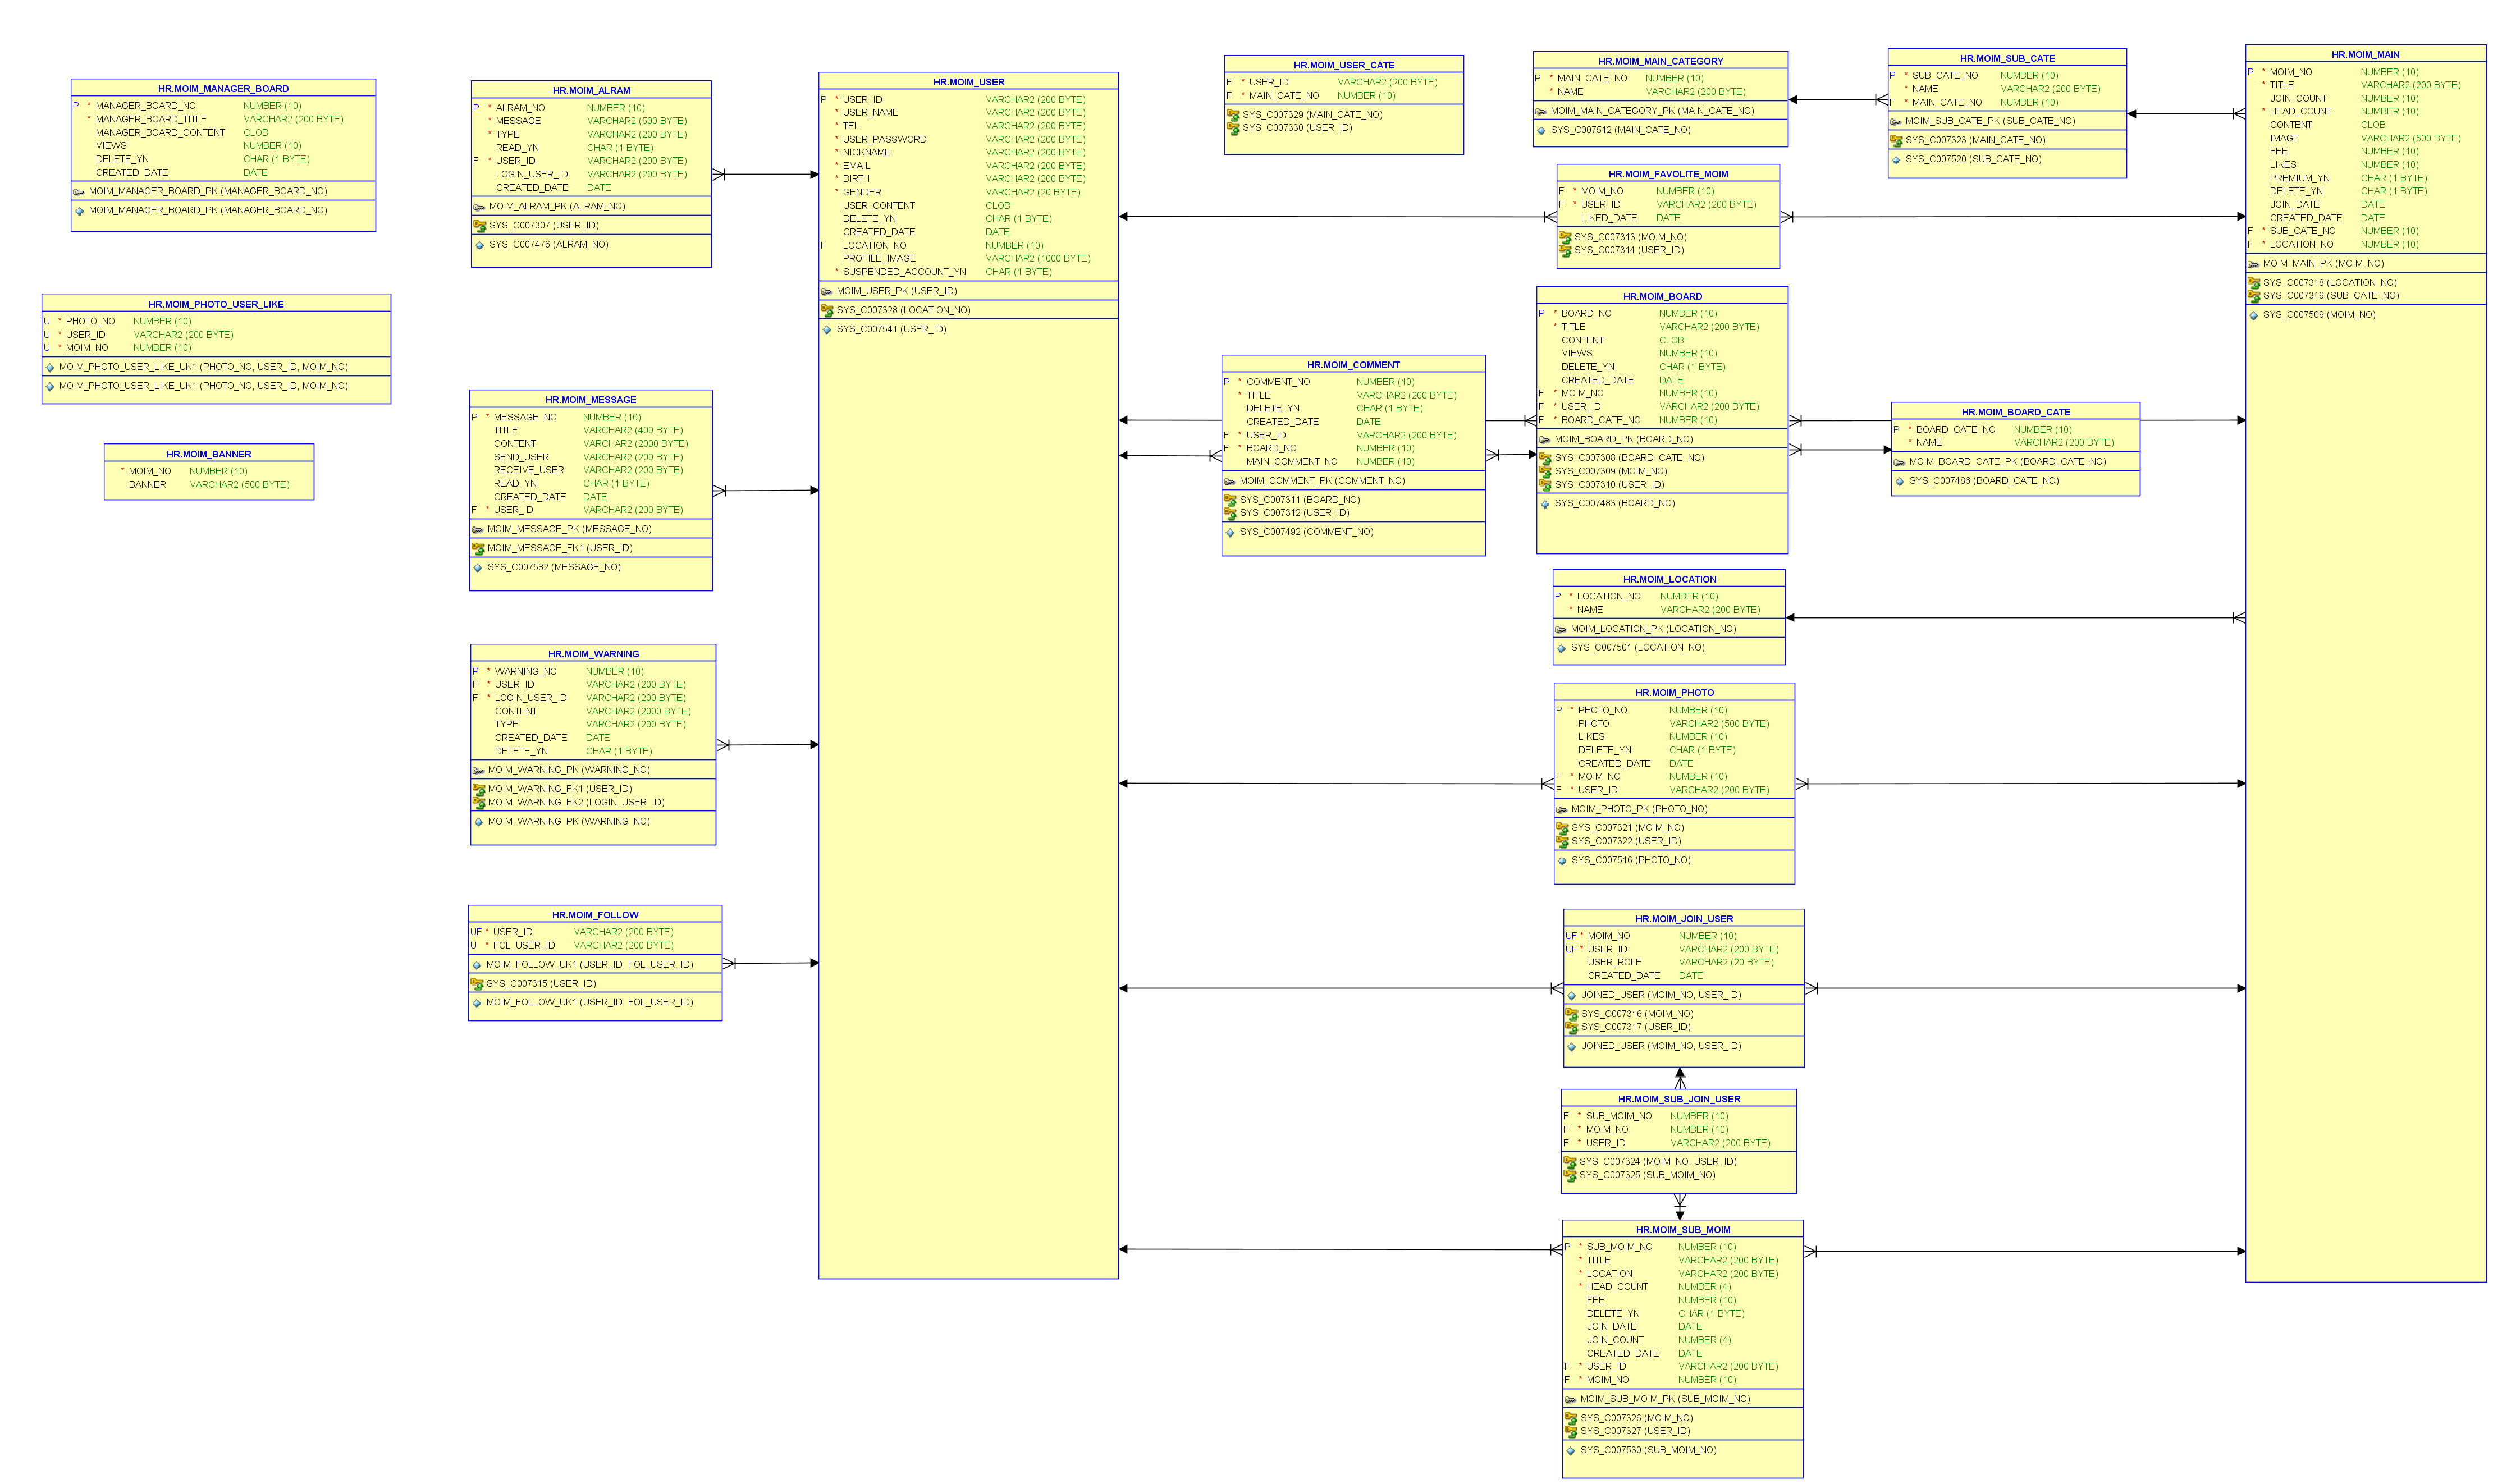 HR.MOIM_MANAGER_BOARD
P * MANAGER_BOARD_NO NUMBER (10)
* MANAGER_BOARD_TITLE VARCHAR2 (200 BYTE)
MANAGER_BOARD_CONTENT CLOB
VIEWS NUMBER (10)
DELETE_YN CHAR (1 BYTE)
CREATED_DATE DATE
MOIM_MANAGER_BOARD_PK (MANAGER_BOARD_NO)
MOIM_MANAGER_BOARD_PK (MANAGER_BOARD_NO)
HR.MOIM_PHOTO_USER_LIKE
U * PHOTO_NO NUMBER (10)
U * USER_ID VARCHAR2 (200 BYTE)
U * MOIM_NO NUMBER (10)
MOIM_PHOTO_USER_LIKE_UK1 (PHOTO_NO, USER_ID, MOIM_NO)
MOIM_PHOTO_USER_LIKE_UK1 (PHOTO_NO, USER_ID, MOIM_NO)
HR.MOIM_BANNER
* MOIM_NO NUMBER (10)
BANNER VARCHAR2 (500 BYTE)
HR.MOIM_ALRAM
P * ALRAM_NO NUMBER (10)
* MESSAGE VARCHAR2 (500 BYTE)
* TYPE VARCHAR2 (200 BYTE)
READ_YN CHAR (1 BYTE)
F * USER_ID VARCHAR2 (200 BYTE)
LOGIN_USER_ID VARCHAR2 (200 BYTE)
CREATED_DATE DATE
MOIM_ALRAM_PK (ALRAM_NO)
SYS_C007307 (USER_ID)
SYS_C007476 (ALRAM_NO)
HR.MOIM_MESSAGE
P * MESSAGE_NO NUMBER (10)
TITLE VARCHAR2 (400 BYTE)
CONTENT VARCHAR2 (2000 BYTE)
SEND_USER VARCHAR2 (200 BYTE)
RECEIVE_USER VARCHAR2 (200 BYTE)
READ_YN CHAR (1 BYTE)
CREATED_DATE DATE
F * USER_ID VARCHAR2 (200 BYTE)
MOIM_MESSAGE_PK (MESSAGE_NO)
MOIM_MESSAGE_FK1 (USER_ID)
SYS_C007582 (MESSAGE_NO)
HR.MOIM_WARNING
P * WARNING_NO NUMBER (10)
F * USER_ID VARCHAR2 (200 BYTE)
F * LOGIN_USER_ID VARCHAR2 (200 BYTE)
CONTENT VARCHAR2 (2000 BYTE)
TYPE VARCHAR2 (200 BYTE)
CREATED_DATE DATE
DELETE_YN CHAR (1 BYTE)
MOIM_WARNING_PK (WARNING_NO)
MOIM_WARNING_FK1 (USER_ID)
MOIM_WARNING_FK2 (LOGIN_USER_ID)
MOIM_WARNING_PK (WARNING_NO)
HR.MOIM_FOLLOW
UF * USER_ID VARCHAR2 (200 BYTE)
U * FOL_USER_ID VARCHAR2 (200 BYTE)
MOIM_FOLLOW_UK1 (USER_ID, FOL_USER_ID)
SYS_C007315 (USER_ID)
MOIM_FOLLOW_UK1 (USER_ID, FOL_USER_ID)
HR.MOIM_USER
P * USER_ID VARCHAR2 (200 BYTE)
* USER_NAME VARCHAR2 (200 BYTE)
* TEL VARCHAR2 (200 BYTE)
* USER_PASSWORD VARCHAR2 (200 BYTE)
* NICKNAME VARCHAR2 (200 BYTE)
* EMAIL VARCHAR2 (200 BYTE)
* BIRTH VARCHAR2 (200 BYTE)
* GENDER VARCHAR2 (20 BYTE)
USER_CONTENT CLOB
DELETE_YN CHAR (1 BYTE)
CREATED_DATE DATE
F LOCATION_NO NUMBER (10)
PROFILE_IMAGE VARCHAR2 (1000 BYTE)
* SUSPENDED_ACCOUNT_YN CHAR (1 BYTE)
MOIM_USER_PK (USER_ID)
SYS_C007328 (LOCATION_NO)
SYS_C007541 (USER_ID)
HR.MOIM_USER_CATE
F * USER_ID VARCHAR2 (200 BYTE)
F * MAIN_CATE_NO NUMBER (10)
SYS_C007329 (MAIN_CATE_NO)
SYS_C007330 (USER_ID)
HR.MOIM_COMMENT
P * COMMENT_NO NUMBER (10)
* TITLE VARCHAR2 (200 BYTE)
DELETE_YN CHAR (1 BYTE)
CREATED_DATE DATE
F * USER_ID VARCHAR2 (200 BYTE)
F * BOARD_NO NUMBER (10)
MAIN_COMMENT_NO NUMBER (10)
MOIM_COMMENT_PK (COMMENT_NO)
SYS_C007311 (BOARD_NO)
SYS_C007312 (USER_ID)
SYS_C007492 (COMMENT_NO)
HR.MOIM_MAIN_CATEGORY
P * MAIN_CATE_NO NUMBER (10)
* NAME VARCHAR2 (200 BYTE)
MOIM_MAIN_CATEGORY_PK (MAIN_CATE_NO)
SYS_C007512 (MAIN_CATE_NO)
HR.MOIM_FAVOLITE_MOIM
F * MOIM_NO NUMBER (10)
F * USER_ID VARCHAR2 (200 BYTE)
LIKED_DATE DATE
SYS_C007313 (MOIM_NO)
SYS_C007314 (USER_ID)
HR.MOIM_BOARD
P * BOARD_NO NUMBER (10)
* TITLE VARCHAR2 (200 BYTE)
CONTENT CLOB
VIEWS NUMBER (10)
DELETE_YN CHAR (1 BYTE)
CREATED_DATE DATE
F * MOIM_NO NUMBER (10)
F * USER_ID VARCHAR2 (200 BYTE)
F * BOARD_CATE_NO NUMBER (10)
MOIM_BOARD_PK (BOARD_NO)
SYS_C007308 (BOARD_CATE_NO)
SYS_C007309 (MOIM_NO)
SYS_C007310 (USER_ID)
SYS_C007483 (BOARD_NO)
HR.MOIM_LOCATION
P * LOCATION_NO NUMBER (10)
* NAME VARCHAR2 (200 BYTE)
MOIM_LOCATION_PK (LOCATION_NO)
SYS_C007501 (LOCATION_NO)
HR.MOIM_PHOTO
P * PHOTO_NO NUMBER (10)
PHOTO VARCHAR2 (500 BYTE)
LIKES NUMBER (10)
DELETE_YN CHAR (1 BYTE)
CREATED_DATE DATE
F * MOIM_NO NUMBER (10)
F * USER_ID VARCHAR2 (200 BYTE)
MOIM_PHOTO_PK (PHOTO_NO)
SYS_C007321 (MOIM_NO)
SYS_C007322 (USER_ID)
SYS_C007516 (PHOTO_NO)
HR.MOIM_JOIN_USER
UF * MOIM_NO NUMBER (10)
UF * USER_ID VARCHAR2 (200 BYTE)
USER_ROLE VARCHAR2 (20 BYTE)
CREATED_DATE DATE
JOINED_USER (MOIM_NO, USER_ID)
SYS_C007316 (MOIM_NO)
SYS_C007317 (USER_ID)
JOINED_USER (MOIM_NO, USER_ID)
HR.MOIM_SUB_JOIN_USER
F * SUB_MOIM_NO NUMBER (10)
F * MOIM_NO NUMBER (10)
F * USER_ID VARCHAR2 (200 BYTE)
SYS_C007324 (MOIM_NO, USER_ID)
SYS_C007325 (SUB_MOIM_NO)
HR.MOIM_SUB_MOIM
P * SUB_MOIM_NO NUMBER (10)
* TITLE VARCHAR2 (200 BYTE)
* LOCATION VARCHAR2 (200 BYTE)
* HEAD_COUNT NUMBER (4)
FEE NUMBER (10)
DELETE_YN CHAR (1 BYTE)
JOIN_DATE DATE
JOIN_COUNT NUMBER (4)
CREATED_DATE DATE
F * USER_ID VARCHAR2 (200 BYTE)
F * MOIM_NO NUMBER (10)
MOIM_SUB_MOIM_PK (SUB_MOIM_NO)
SYS_C007326 (MOIM_NO)
SYS_C007327 (USER_ID)
SYS_C007530 (SUB_MOIM_NO)
HR.MOIM_SUB_CATE
P * SUB_CATE_NO NUMBER (10)
* NAME VARCHAR2 (200 BYTE)
F * MAIN_CATE_NO NUMBER (10)
MOIM_SUB_CATE_PK (SUB_CATE_NO)
SYS_C007323 (MAIN_CATE_NO)
SYS_C007520 (SUB_CATE_NO)
HR.MOIM_BOARD_CATE
P * BOARD_CATE_NO NUMBER (10)
* NAME VARCHAR2 (200 BYTE)
MOIM_BOARD_CATE_PK (BOARD_CATE_NO)
SYS_C007486 (BOARD_CATE_NO)
HR.MOIM_MAIN
P * MOIM_NO NUMBER (10)
* TITLE VARCHAR2 (200 BYTE)
JOIN_COUNT NUMBER (10)
* HEAD_COUNT NUMBER (10)
CONTENT CLOB
IMAGE VARCHAR2 (500 BYTE)
FEE NUMBER (10)
LIKES NUMBER (10)
PREMIUM_YN CHAR (1 BYTE)
DELETE_YN CHAR (1 BYTE)
JOIN_DATE DATE
CREATED_DATE DATE
F * SUB_CATE_NO NUMBER (10)
F * LOCATION_NO NUMBER (10)
MOIM_MAIN_PK (MOIM_NO)
SYS_C007318 (LOCATION_NO)
SYS_C007319 (SUB_CATE_NO)
SYS_C007509 (MOIM_NO)